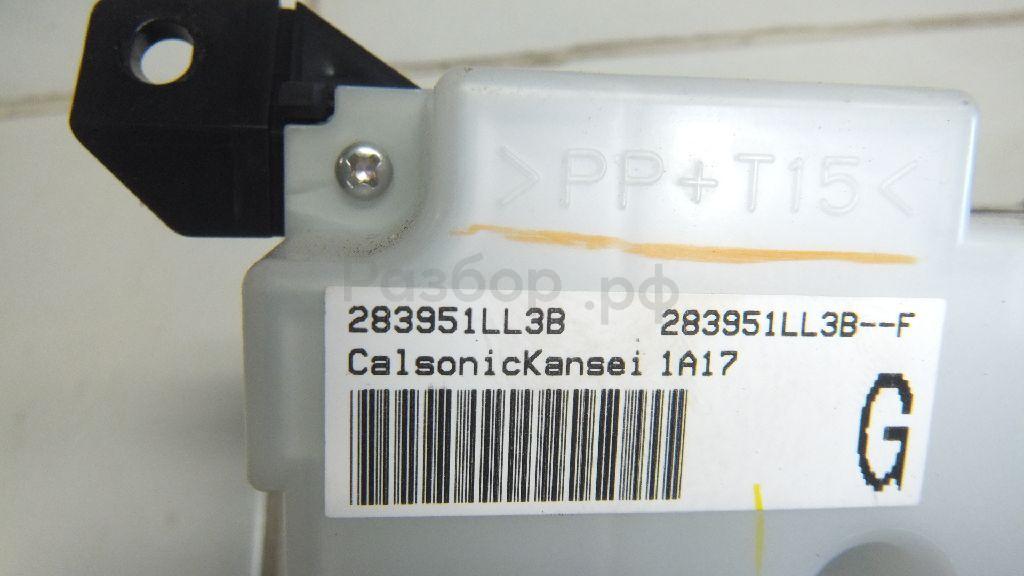 >PP+T15<
Разбор.рф
283951LL3B 283951LL3B--F
CalsonicKansei 1A17
G